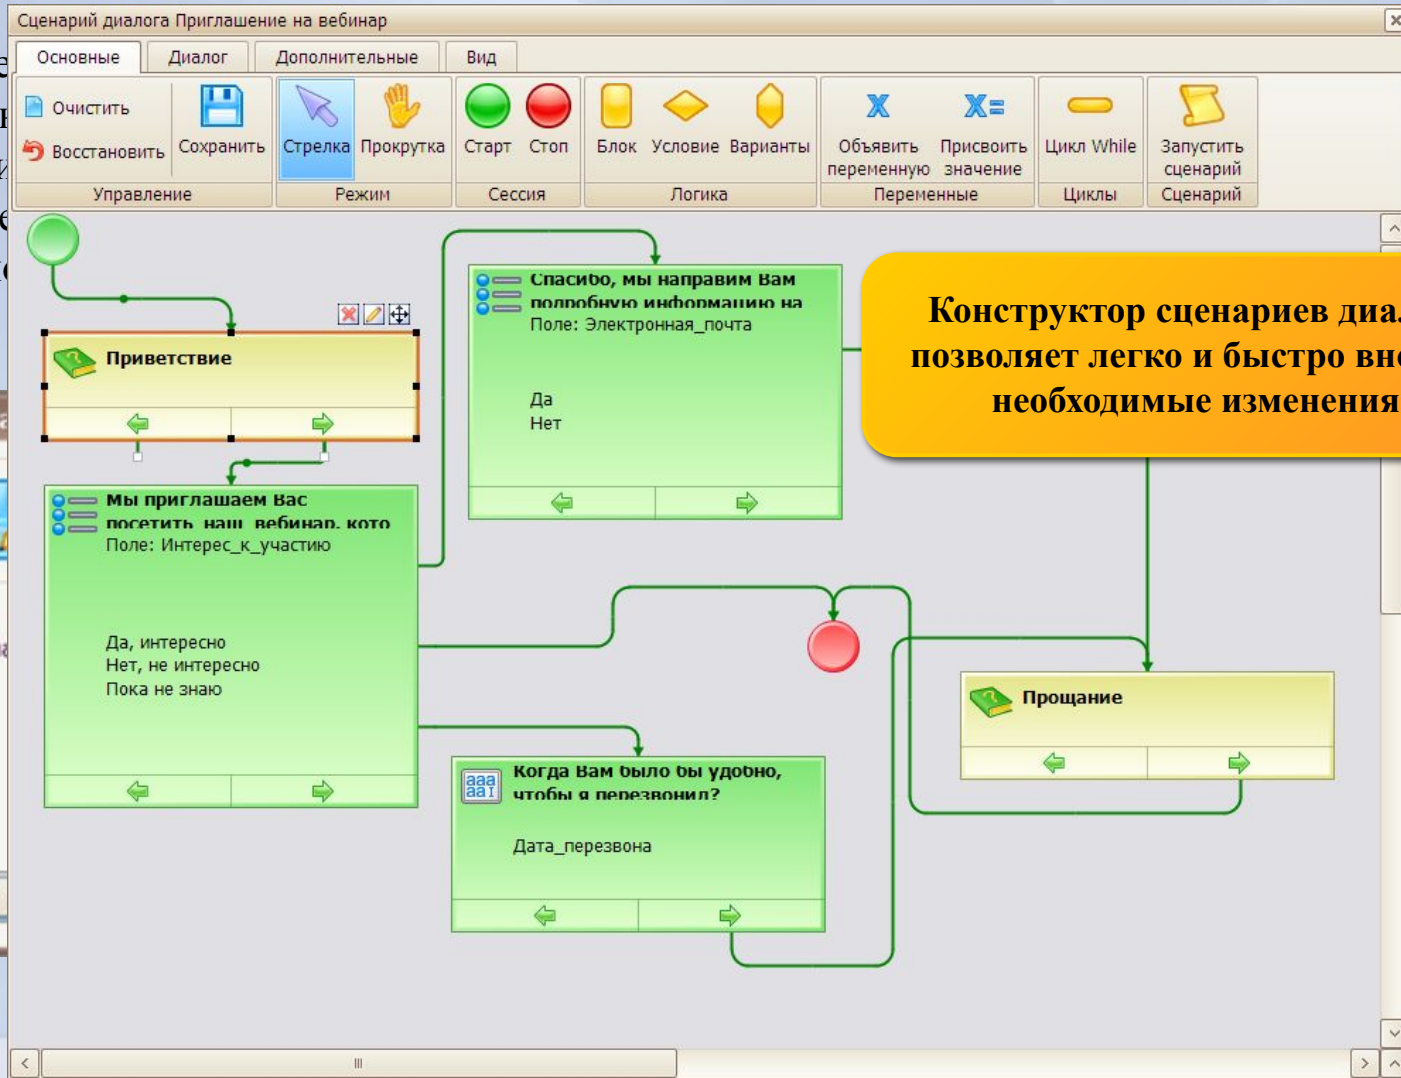 Сценарий диалога Приглашение на вебинар
Основные Диалог Дополнительные Вид
Очистить
Восстановить
Сохранить
Стрелка Прокрутка
Старт Стоп
Блок Условие Варианты
Объявить переменную
Присвоить значение
Цикл While
Запустить сценарий
Управление Режим Сессия Логика Переменные Циклы Сценарий
Спасибо, мы направим Вам
подробную информацию на
Поле: Электронная_почта
Да
Нет
Конструктор сценариев
позволяет легко и быстро
необходимые изменения
Приветствие
Мы приглашаем Вас
посетить наш вебинар, кото
Поле: Интерес_к_участию
Да, интересно
Нет, не интересно
Пока не знаю
Прощание
Когда Вам было бы удобно,
чтобы я перезвонил?
Дата_перезвона